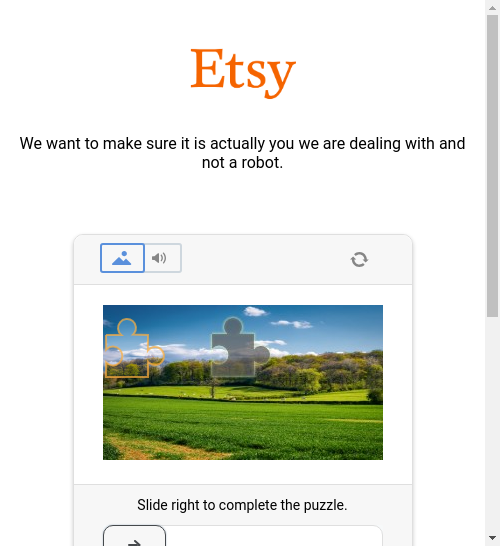 Etsy
We want to make sure it is actually you we are dealing with and
not a robot.
Slide right to complete the puzzle.